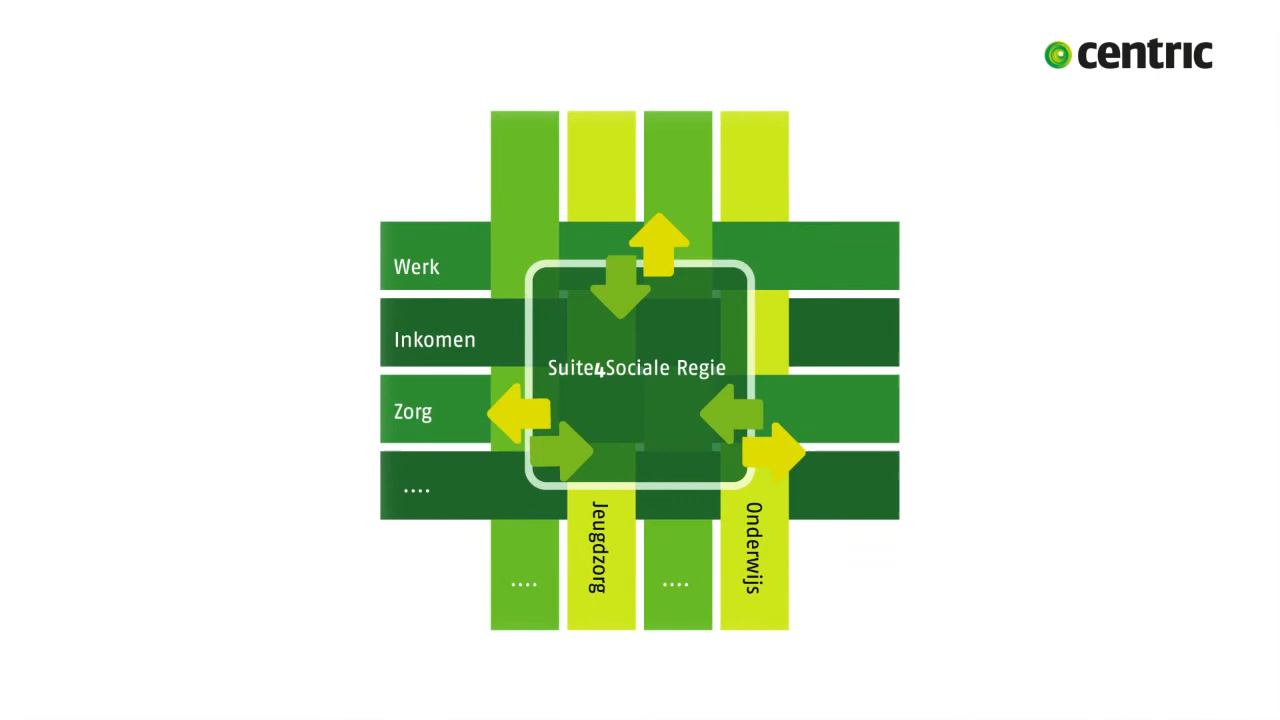 centric
Werk
Inkomen
Suite4Sociale Regie
Zorg
....
Jeugdzorg
Onderwijs
....
....